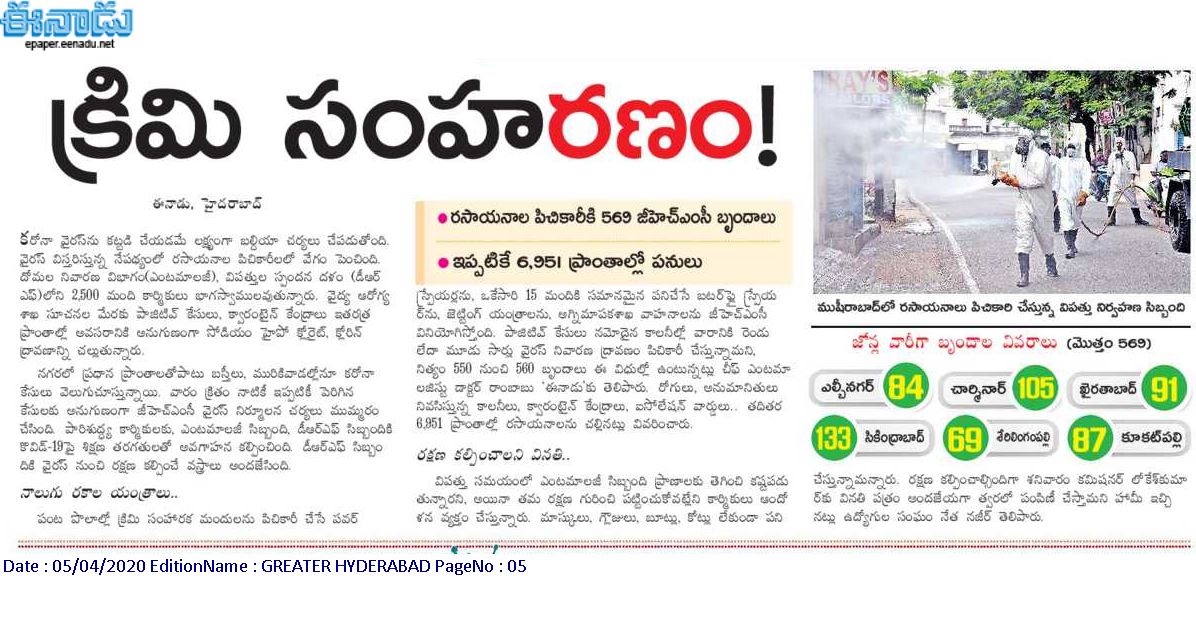 ఈనాడు
epaper.eenadu.net
క్రిమి సంహరణం!
ఈనాడు, హైదరాబాద్
కరోనా వైరస్‌ను కట్టడి చేయడమే లక్ష్యంగా బల్దియా చర్యలు చేపడుతోంది.
వైరస్ విస్తరిస్తున్న నేపథ్యంలో రసాయనాల పిచికారీలలో వేగం పెంచింది.
దోమల నివారణ విభాగం(ఎంటమాలజీ), విపత్తుల స్పందన దళం (డీఆర్
ఎఫ్)లోని 2,500 మంది కార్మికులు భాగస్వాములవుతున్నారు. వైద్య ఆరోగ్య
శాఖ సూచనల మేరకు పాజిటివ్ కేసులు, క్వారంటైన్ కేంద్రాలు ఇతరత్ర
ప్రాంతాల్లో అవసరానికి అనుగుణంగా సోడియం హైపో క్లోరైట్, క్లోరిన్
ద్రావణాన్ని చల్లుతున్నారు.
నగరంలో ప్రధాన ప్రాంతాలతోపాటు బస్తీలు, మురికివాడల్లోనూ కరోనా
కేసులు వెలుగుచూస్తున్నాయి. వారం క్రితం నాటికీ ఇప్పటికీ పెరిగిన
కేసులకు అనుగుణంగా జీహెచ్ఎంసీ వైరస్ నిర్మూలన చర్యలు ముమ్మరం
చేసింది. పారిశుద్ధ్య కార్మికులకు, ఎంటమాలజీ సిబ్బంది, డీఆర్ఎఫ్ సిబ్బందికి
కొవిడ్-19పై శిక్షణ తరగతులతో అవగాహన కల్పించింది. డీఆర్ఎఫ్ సిబ్బం
దికి వైరస్ నుంచి రక్షణ కల్పించే వస్త్రాలు అందజేసింది.
నాలుగు రకాల యంత్రాలు..
పంట పొలాల్లో క్రిమి సంహారక మందులను పిచికారీ చేసే పవర్
• రసాయనాల పిచికారీకి 569 జీహెచ్ఎంసీ బృందాలు
• ఇప్పటికే 6,951 ప్రాంతాల్లో పనులు
స్ప్రేయర్లను, ఒకేసారి 15 మందికి సమానమైన పనిచేసే బటర్‌ఫ్లై స్ప్రేయ
ర్‌ను, జెట్టింగ్ యంత్రాలను, అగ్నిమాపకశాఖ వాహనాలను జీహెచ్ఎంసీ
వినియోగిస్తోంది. పాజిటివ్ కేసులు నమోదైన కాలనీల్లో వారానికి రెండు
లేదా మూడు సార్లు వైరస్ నివారణ ద్రావణం పిచికారీ చేస్తున్నామని,
నిత్యం 550 నుంచి 560 బృందాలు ఈ విధుల్లో ఉంటున్నట్లు చీఫ్ ఎంటమా
లజిస్టు డాక్టర్ రాంబాబు 'ఈనాడు'కు తెలిపారు. రోగులు, అనుమానితులు
నివసిస్తున్న కాలనీలు, క్వారంటైన్ కేంద్రాలు, ఐసోలేషన్ వార్డులు.. తదితర
6,951 ప్రాంతాల్లో రసాయనాలను చల్లినట్లు వివరించారు.
రక్షణ కల్పించాలని వినతి..
విపత్తు సమయంలో ఎంటమాలజీ సిబ్బంది ప్రాణాలకు తెగించి కష్టపడు
తున్నారని, అయినా తమ రక్షణ గురించి పట్టించుకోవట్లేదని కార్మికులు ఆందో
ళన వ్యక్తం చేస్తున్నారు. మాస్కులు, గ్లౌజులు, బూట్లు, కోట్లు లేకుండా పని
RAY'S
ముషీరాబాద్‌లో రసాయనాలు పిచికారి చేస్తున్న విపత్తు నిర్వహణ సిబ్బంది
జోన్ల వారీగా బృందాల వివరాలు (మొత్తం 569)
ఎల్బీనగర్ 84 చార్మినార్ 105 ఖైరతాబాద్ 91
133 సికింద్రాబాద్ 69 శేరిలింగంపల్లి 87 కూకట్‌పల్లి
చేస్తున్నామన్నారు. రక్షణ కల్పించాల్సిందిగా శనివారం కమిషనర్ లోకేశ్‌కుమా
ర్‌కు వినతి పత్రం అందజేయగా త్వరలో పంపిణీ చేస్తామని హామీ ఇచ్చి
నట్లు ఉద్యోగుల సంఘం నేత నజీర్ తెలిపారు.
Date : 05/04/2020 EditionName : GREATER HYDERABAD PageNo : 05